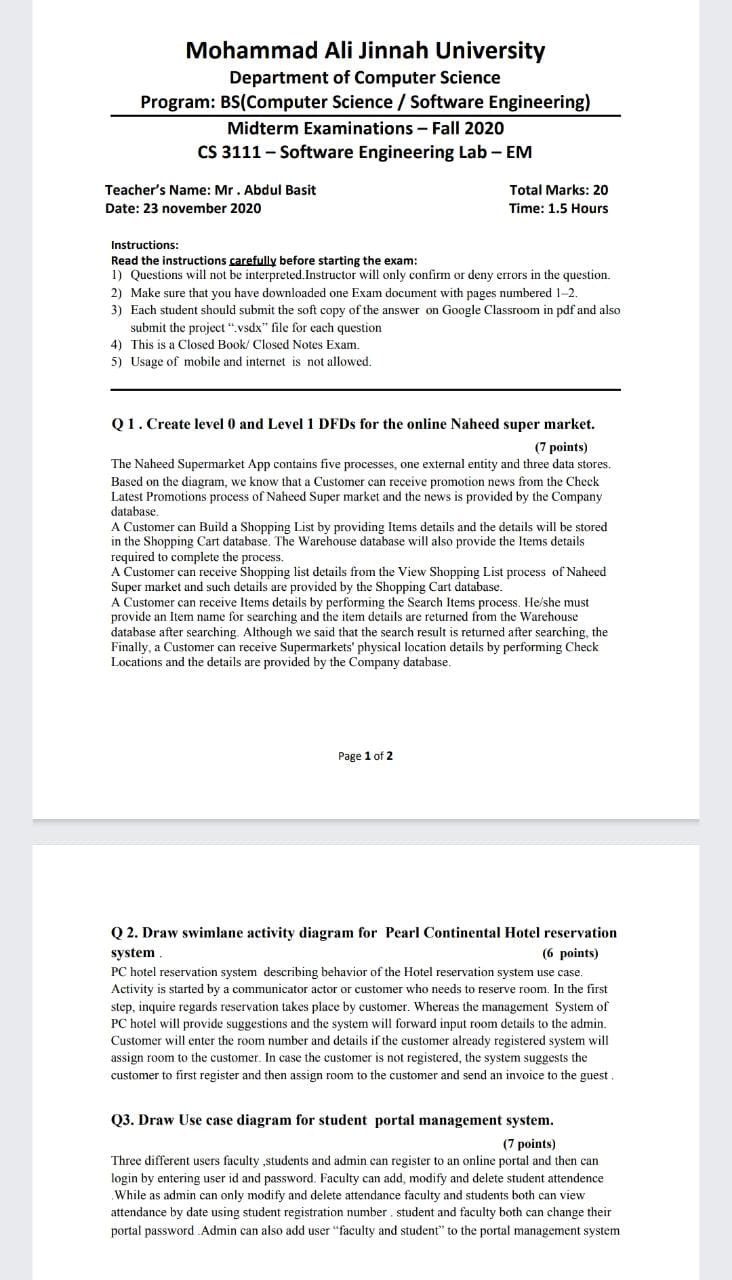 Mohammad Ali Jinnah University
Department of Computer Science
Program: BS(Computer Science / Software Engineering)
Midterm Examinations – Fall 2020
CS 3111 – Software Engineering Lab – EM
Teacher's Name: Mr . Abdul Basit Total Marks: 20
Date: 23 november 2020 Time: 1.5 Hours
Instructions:
Read the instructions carefully before starting the exam:
1) Questions will not be interpreted.Instructor will only confirm or deny errors in the question.
2) Make sure that you have downloaded one Exam document with pages numbered 1–2.
3) Each student should submit the soft copy of the answer on Google Classroom in pdf and also
submit the project “.vsdx” file for each question
4) This is a Closed Book/ Closed Notes Exam.
5) Usage of mobile and internet is not allowed.
Q 1 . Create level 0 and Level 1 DFDs for the online Naheed super market.
(7 points)
The Naheed Supermarket App contains five processes, one external entity and three data stores.
Based on the diagram, we know that a Customer can receive promotion news from the Check
Latest Promotions process of Naheed Super market and the news is provided by the Company
database.
A Customer can Build a Shopping List by providing Items details and the details will be stored
in the Shopping Cart database. The Warehouse database will also provide the Items details
required to complete the process.
A Customer can receive Shopping list details from the View Shopping List process of Naheed
Super market and such details are provided by the Shopping Cart database.
A Customer can receive Items details by performing the Search Items process. He/she must
provide an Item name for searching and the item details are returned from the Warehouse
database after searching. Although we said that the search result is returned after searching, the
Finally, a Customer can receive Supermarkets' physical location details by performing Check
Locations and the details are provided by the Company database.
Page 1 of 2
Q 2. Draw swimlane activity diagram for Pearl Continental Hotel reservation
system . (6 points)
PC hotel reservation system describing behavior of the Hotel reservation system use case.
Activity is started by a communicator actor or customer who needs to reserve room. In the first
step, inquire regards reservation takes place by customer. Whereas the management System of
PC hotel will provide suggestions and the system will forward input room details to the admin.
Customer will enter the room number and details if the customer already registered system will
assign room to the customer. In case the customer is not registered, the system suggests the
customer to first register and then assign room to the customer and send an invoice to the guest .
Q3. Draw Use case diagram for student portal management system.
(7 points)
Three different users faculty ,students and admin can register to an online portal and then can
login by entering user id and password. Faculty can add, modify and delete student attendence
.While as admin can only modify and delete attendance faculty and students both can view
attendance by date using student registration number . student and faculty both can change their
portal password .Admin can also add user “faculty and student” to the portal management system